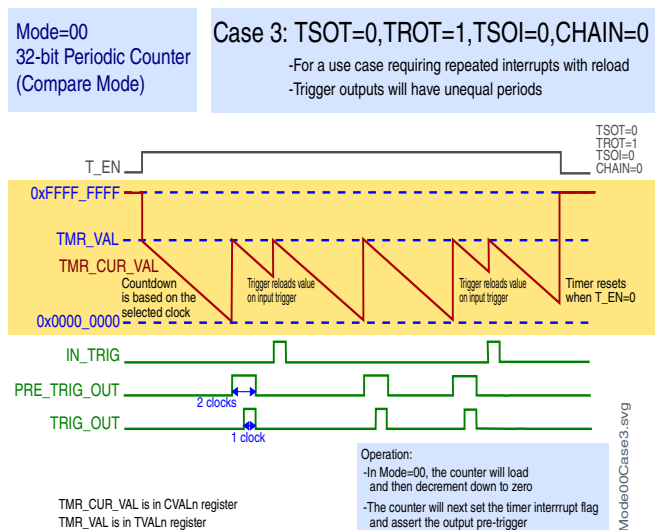 Mode=00
32-bit Periodic Counter
(Compare Mode)
Case 3: TSOT=0,TROT=1,TSOI=0,CHAIN=0
-For a use case requiring repeated interrupts with reload
-Trigger outputs will have unequal periods
TSOT=0
TROT=1
TSOI=0
CHAIN=0
T_EN
0xFFFF_FFFF
TMR_VAL
TMR_CUR_VAL
Countdown
is based on the
selected clock
Trigger reloads value
on input trigger
Trigger reloads value
on input trigger
Timer resets
when T_EN=0
0x0000_0000
IN_TRIG
PRE_TRIG_OUT
2 clocks
TRIG_OUT
1 clock
Operation:
-In Mode=00, the counter will load
and then decrement down to zero
-The counter will next set the timer interrrupt flag
and assert the output pre-trigger
TMR_CUR_VAL is in CVALn register
TMR_VAL is in TVALn register
Mode00Case3.svg